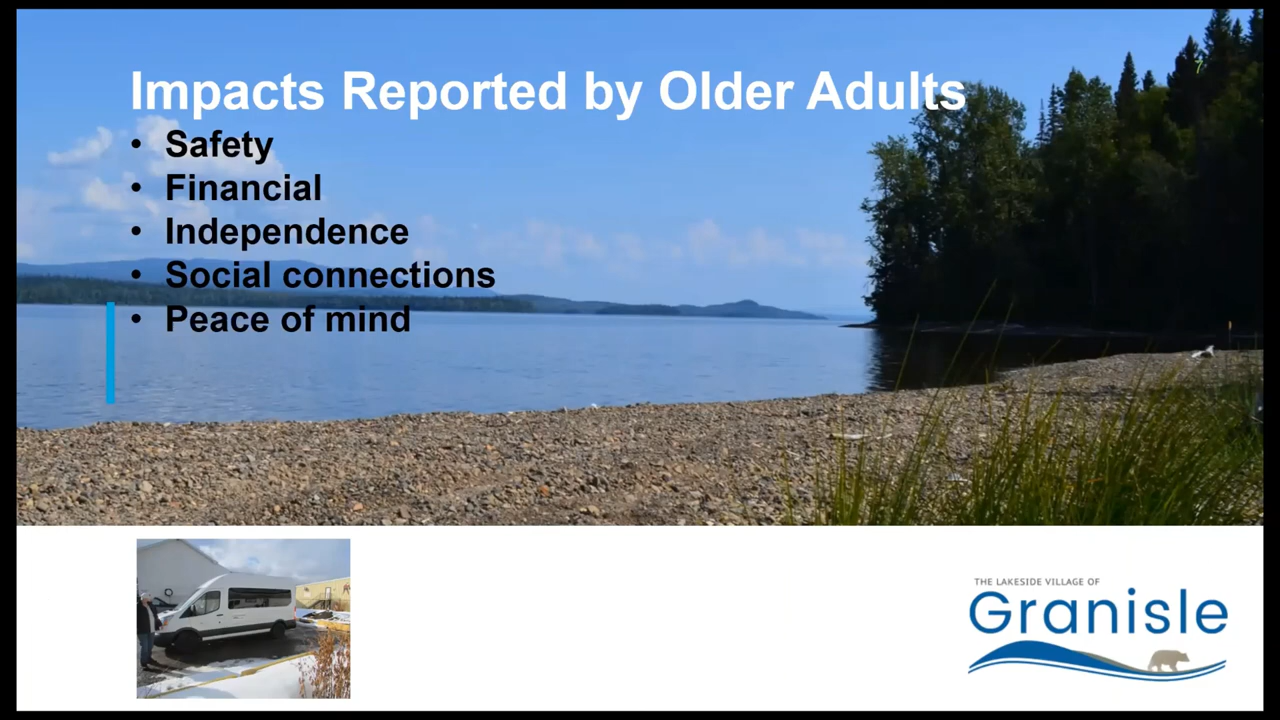 Impacts Reported by Older Adults
• Safety
• Financial
• Independence
• Social connections
• Peace of mind
THE LAKESIDE VILLAGE OF
Granisle